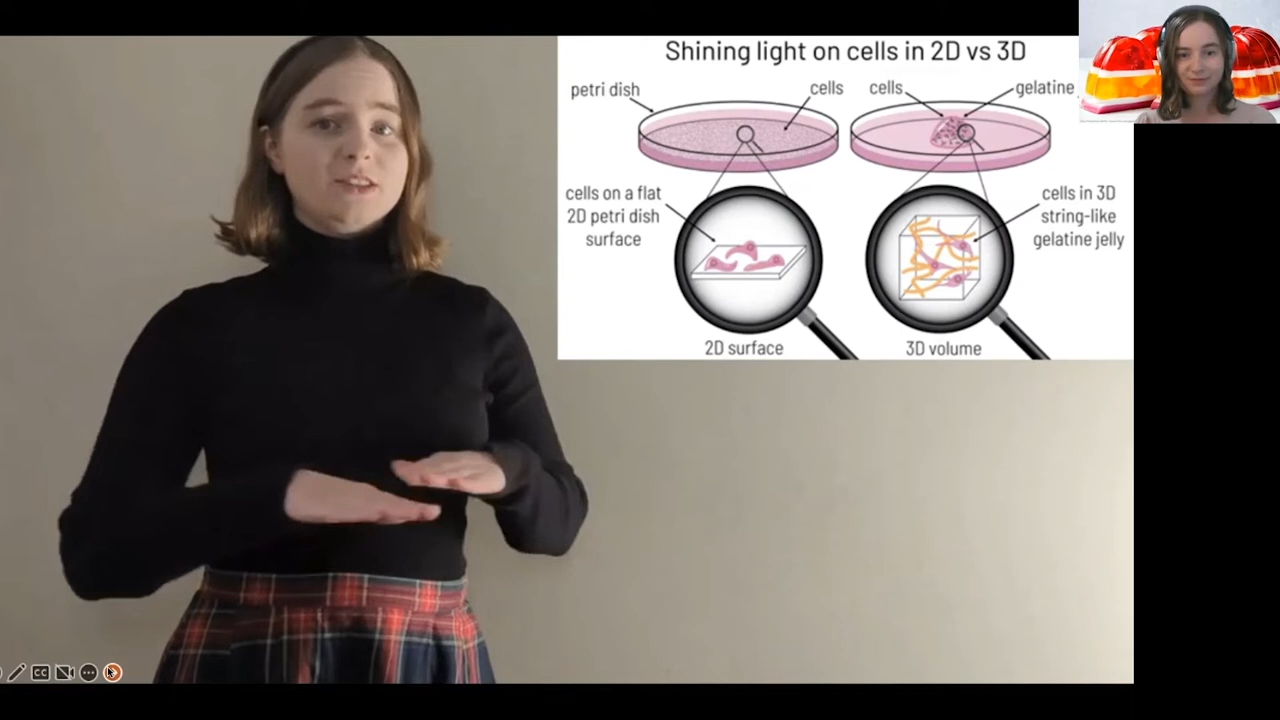 Shining light on cells in 2D vs 3D
petri dish
cells
cells
gelatine
cells on a flat
2D petri dish
surface
cells in 3D
string-like
gelatine jelly
2D surface
3D volume
CC